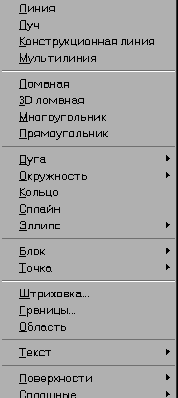 Линия
Луч
Конструкционная линия
Мультилиния
Ломаная
3D ломаная
Многоугольник
Прямоугольник
Дуга
Окружность
Кольцо
Сплайн
Эллипс
Блок
Точка
Штриховка...
Границы...
Область
Текст
Поверхности
Сплошные